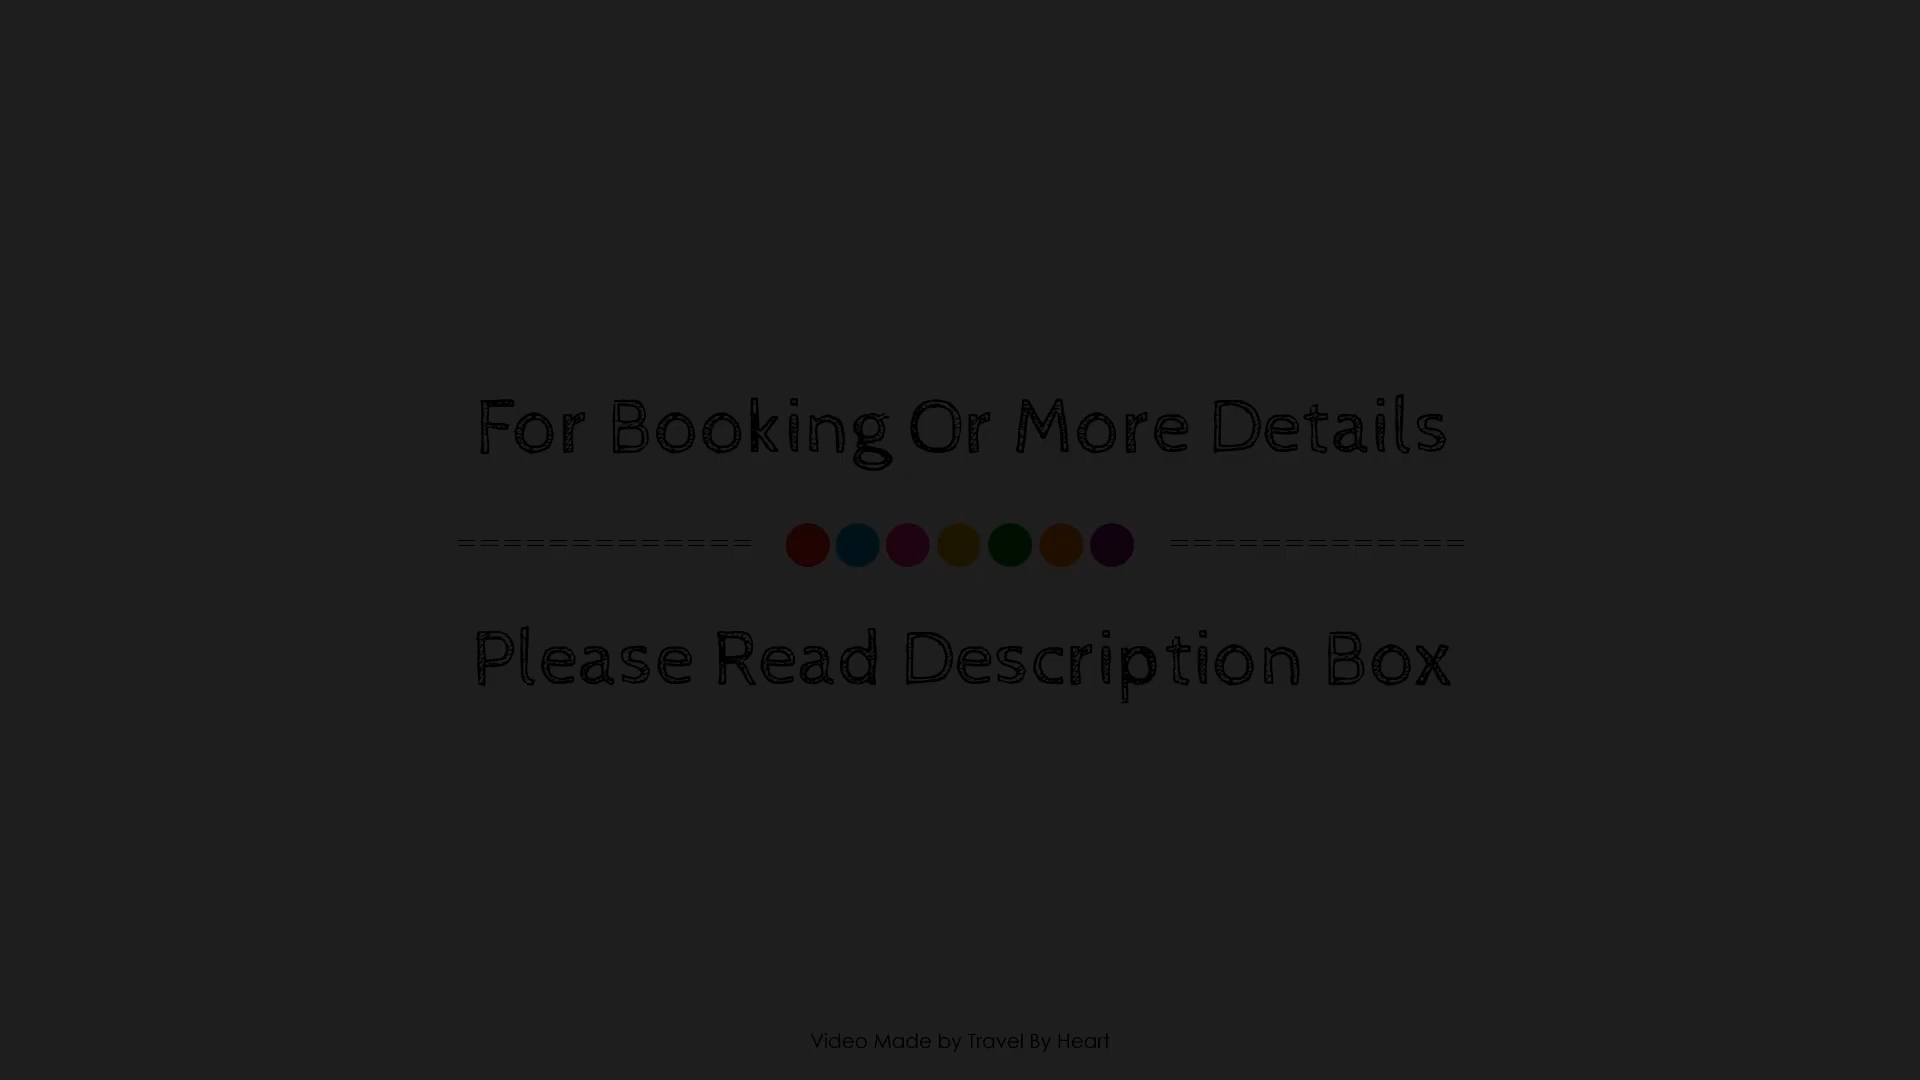 For Booking Or More Details
============= =============
Please Read Description Box
Video Made by Travel By Heart